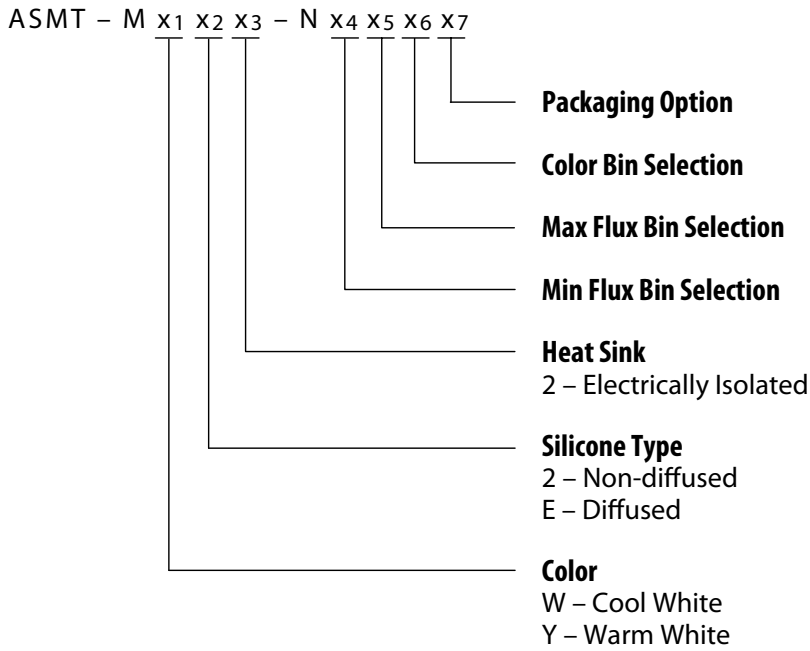 ASMT – M x1 x2 x3 – N x4 x5 x6 x7
Packaging Option
Color Bin Selection
Max Flux Bin Selection
Min Flux Bin Selection
Heat Sink
2 – Electrically Isolated
Silicone Type
2 – Non-diffused
E – Diffused
Color
W – Cool White
Y – Warm White